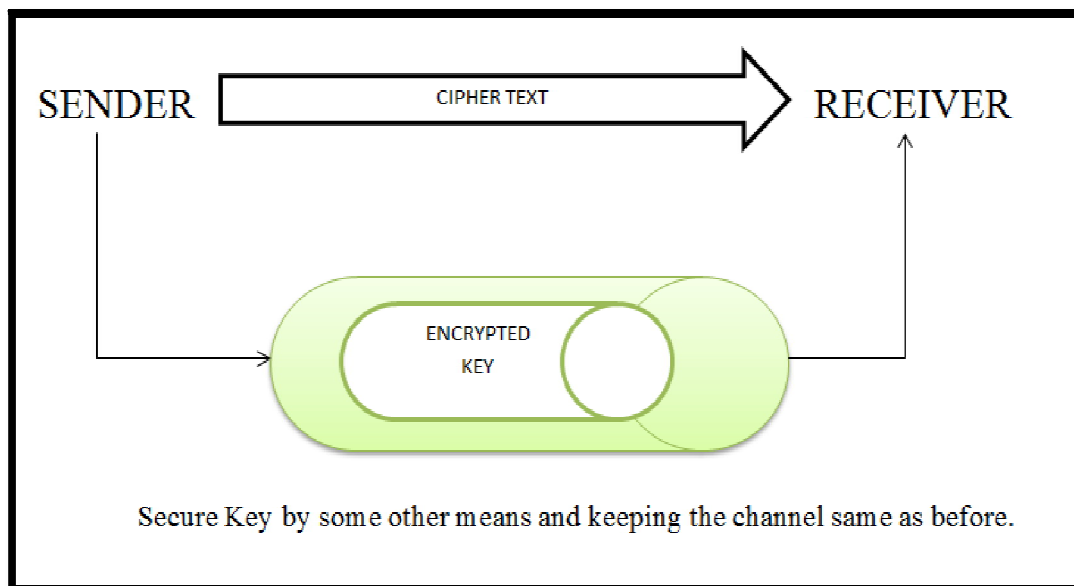 SENDER
CIPHER TEXT
RECEIVER
ENCRYPTED
KEY
Secure Key by some other means and keeping the channel same as before.